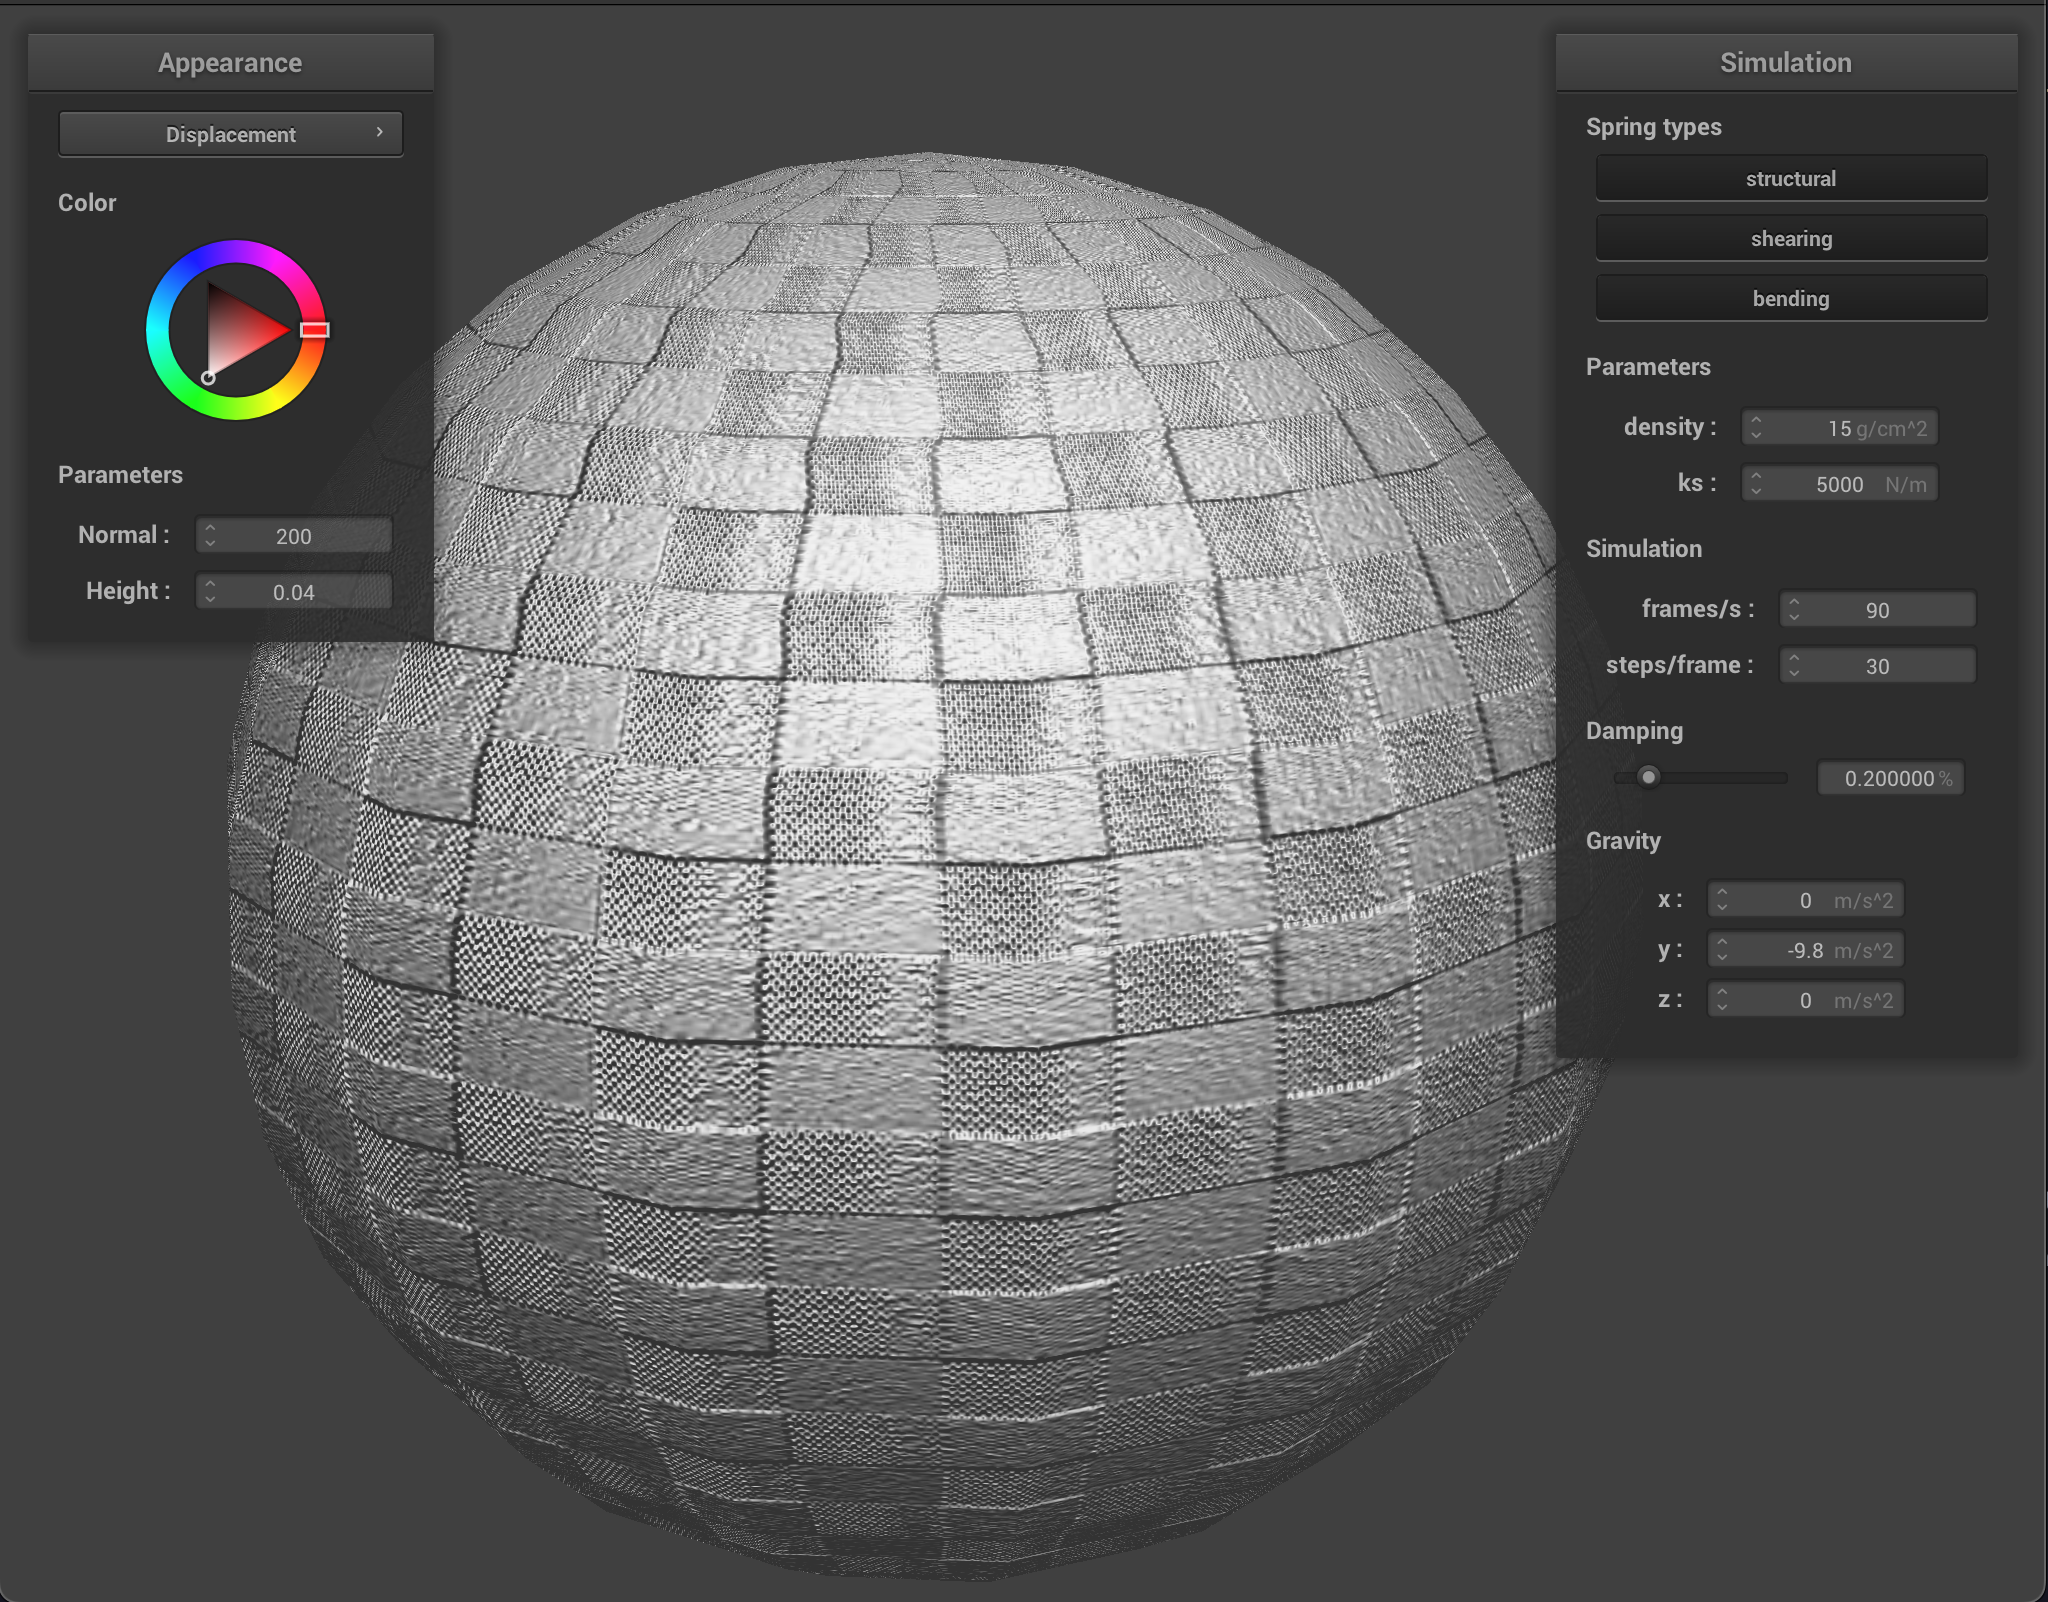 Appearance
Displacement
Color
Parameters
Normal : 200
Height : 0.04
Simulation
Spring types
structural
shearing
bending
Parameters
density : 15 g/cm^2
ks : 5000 N/m
Simulation
frames/s : 90
steps/frame : 30
Damping
0.200000 %
Gravity
x : 0 m/s^2
y : -9.8 m/s^2
z : 0 m/s^2